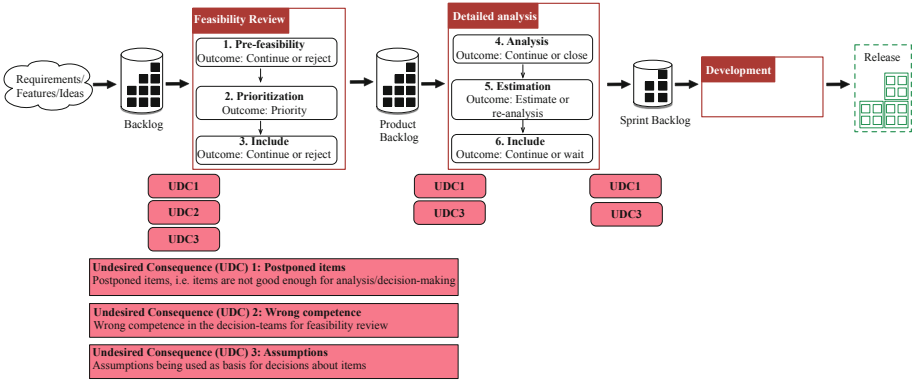 Requirements/
Features/Ideas
Backlog
Feasibility Review
1. Pre-feasibility
Outcome: Continue or reject
2. Prioritization
Outcome: Priority
3. Include
Outcome: Continue or reject
Product
Backlog
Detailed analysis
4. Analysis
Outcome: Continue or close
5. Estimation
Outcome: Estimate or
re-analysis
6. Include
Outcome: Continue or wait
Sprint Backlog
Development
Release
UDC1
UDC2
UDC3
UDC1
UDC3
UDC1
UDC3
Undesired Consequence (UDC) 1: Postponed items
Postponed items, i.e. items are not good enough for analysis/decision-making
Undesired Consequence (UDC) 2: Wrong competence
Wrong competence in the decision-teams for feasibility review
Undesired Consequence (UDC) 3: Assumptions
Assumptions being used as basis for decisions about items